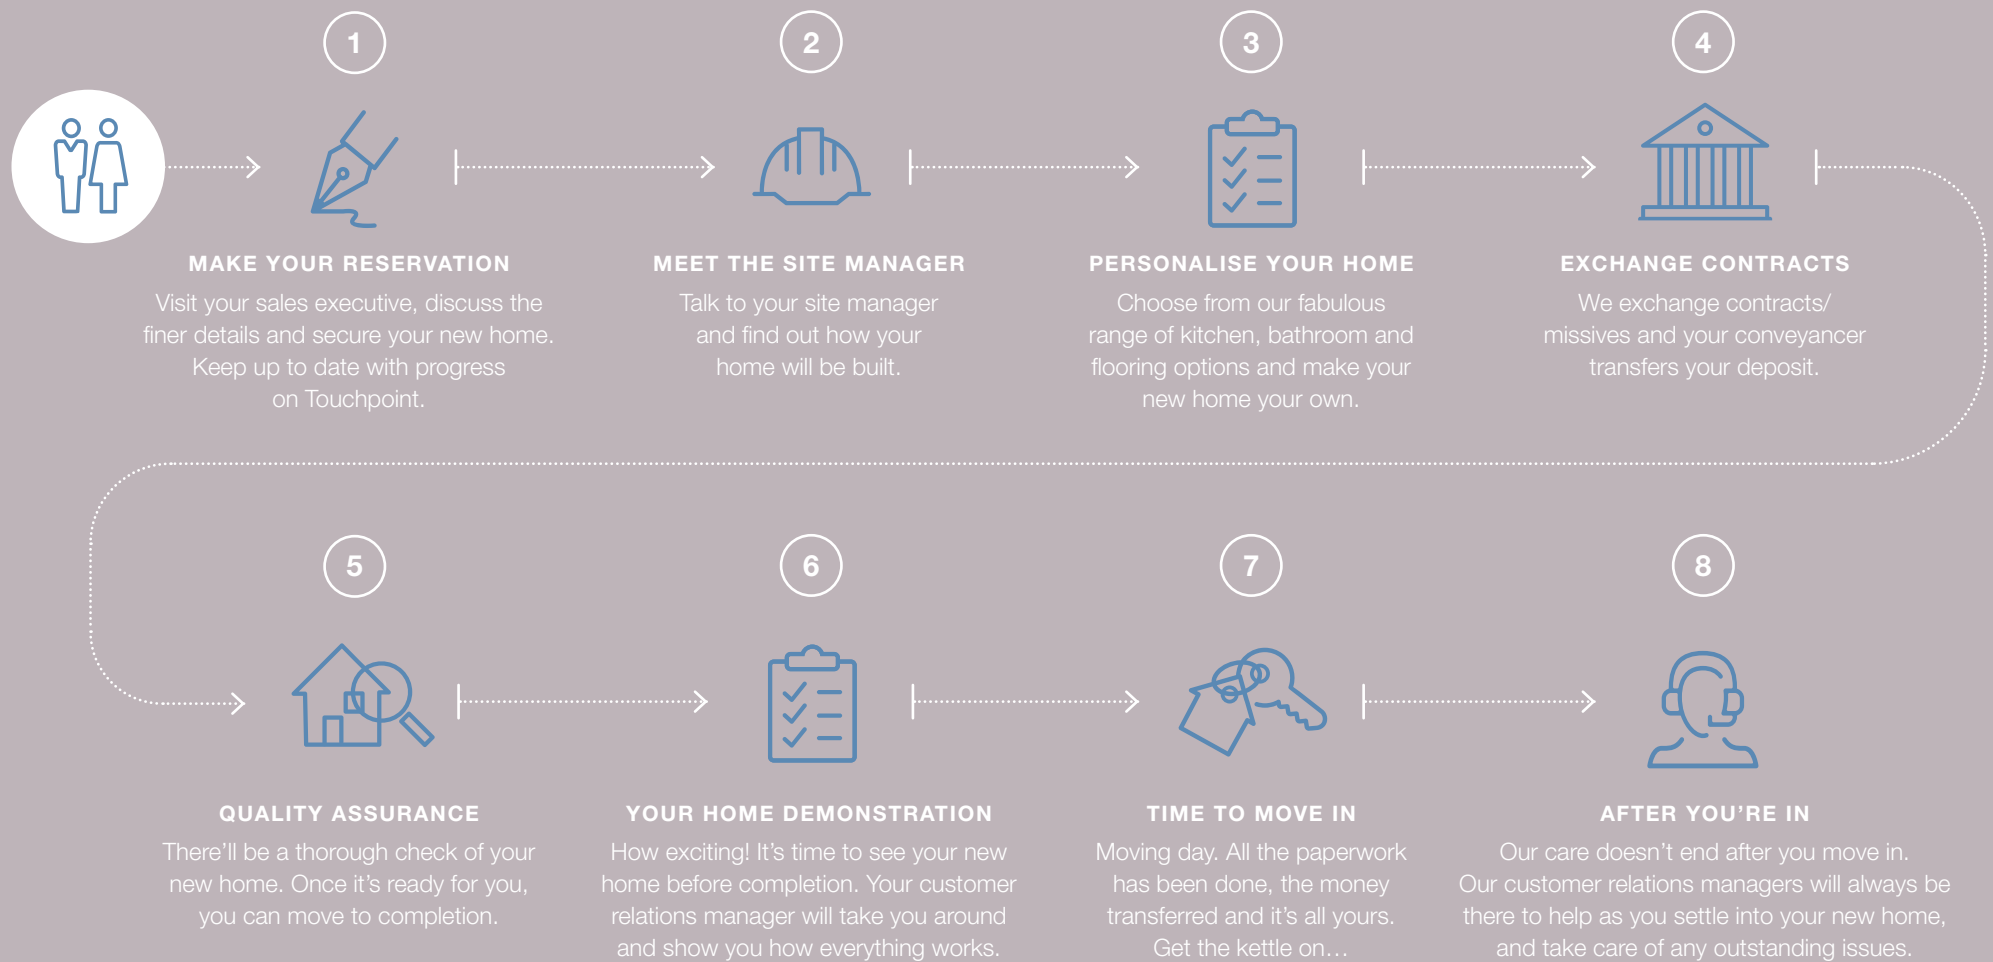 1
MAKE YOUR RESERVATION
Visit your sales executive, discuss the
finer details and secure your new home.
Keep up to date with progress
on Touchpoint.
2
MEET THE SITE MANAGER
Talk to your site manager
and find out how your
home will be built.
3
PERSONALISE YOUR HOME
Choose from our fabulous
range of kitchen, bathroom and
flooring options and make your
new home your own.
4
EXCHANGE CONTRACTS
We exchange contracts/
missives and your conveyancer
transfers your deposit.
5
QUALITY ASSURANCE
There’ll be a thorough check of your
new home. Once it’s ready for you,
you can move to completion.
6
YOUR HOME DEMONSTRATION
How exciting! It’s time to see your new
home before completion. Your customer
relations manager will take you around
and show you how everything works.
7
TIME TO MOVE IN
Moving day. All the paperwork
has been done, the money
transferred and it’s all yours.
Get the kettle on…
8
AFTER YOU’RE IN
Our care doesn’t end after you move in.
Our customer relations managers will always be
there to help as you settle into your new home,
and take care of any outstanding issues.